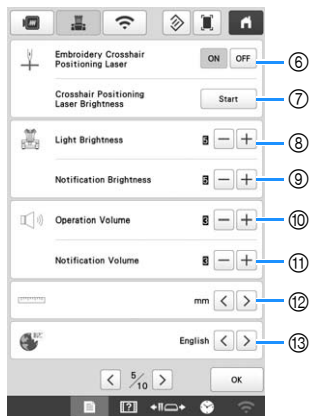 Embroidery Crosshair
Positioning Laser
ON OFF
⑥
Crosshair Positioning
Laser Brightness
Start
⑦
Light Brightness
5 − +
⑧
Notification Brightness
5 − +
⑨
Operation Volume
3 − +
⑩
Notification Volume
3 − +
⑪
mm < >
⑫
English < >
⑬
< 5/10 >
OK